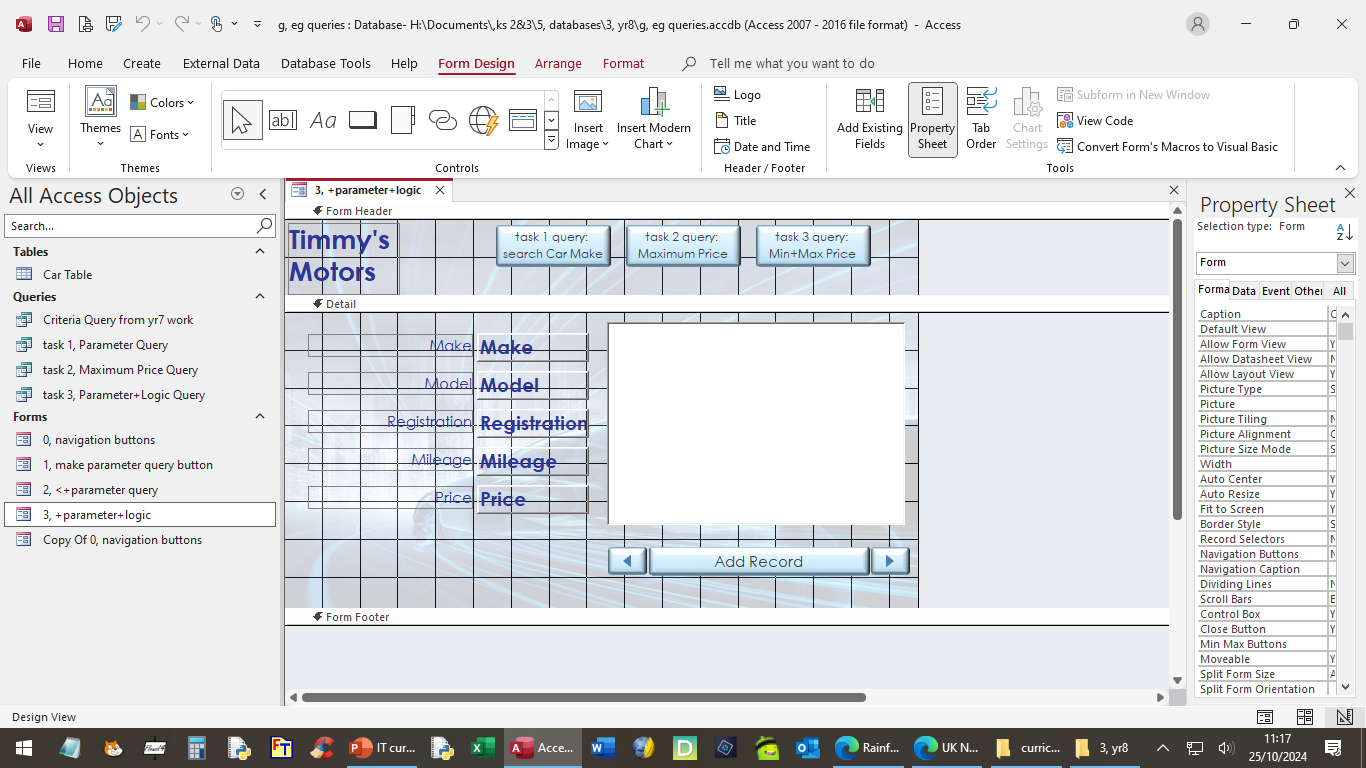 g, eg queries : Database- H:\Documents\,ks 2&3\5, databases\3, yr8\g, eg queries.accdb (Access 2007 - 2016 file format) - Access
File Home Create External Data Database Tools Help Form Design Arrange Format Tell me what you want to do
View
Views
Themes
Colors
Fonts
Themes
ab
Aa
Controls
Insert Image
Insert Modern Chart
Logo
Title
Date and Time
Header / Footer
Add Existing Fields
Property Sheet
Tab Order
Chart Settings
Subform in New Window
View Code
Convert Form's Macros to Visual Basic
Tools
All Access Objects
Search...
Tables
Car Table
Queries
Criteria Query from yr7 work
task 1, Parameter Query
task 2, Maximum Price Query
task 3, Parameter+Logic Query
Forms
0, navigation buttons
1, make parameter query button
2, <+parameter query
3, +parameter+logic
Copy Of 0, navigation buttons
3, +parameter+logic
Form Header
Timmy's
Motors
task 1 query:
search Car Make
task 2 query:
Maximum Price
task 3 query:
Min+Max Price
Detail
Make Make
Model Model
Registration Registration
Mileage Mileage
Price Price
Add Record
Form Footer
Property Sheet
Selection type: Form
Form
Forma Data Event Other All
Caption C
Default View
Allow Form View Y
Allow Datasheet View N
Allow Layout View Y
Picture Type S
Picture
Picture Tiling N
Picture Alignment C
Picture Size Mode S
Width
Auto Center Y
Auto Resize Y
Fit to Screen Y
Border Style S
Record Selectors N
Navigation Buttons N
Navigation Caption
Dividing Lines N
Scroll Bars B
Control Box Y
Close Button Y
Min Max Buttons
Moveable Y
Split Form Size A
Split Form Orientation
Design View
IT cur...
Acce...
Rainf...
UK N...
curric...
3, yr8
11:17
25/10/2024